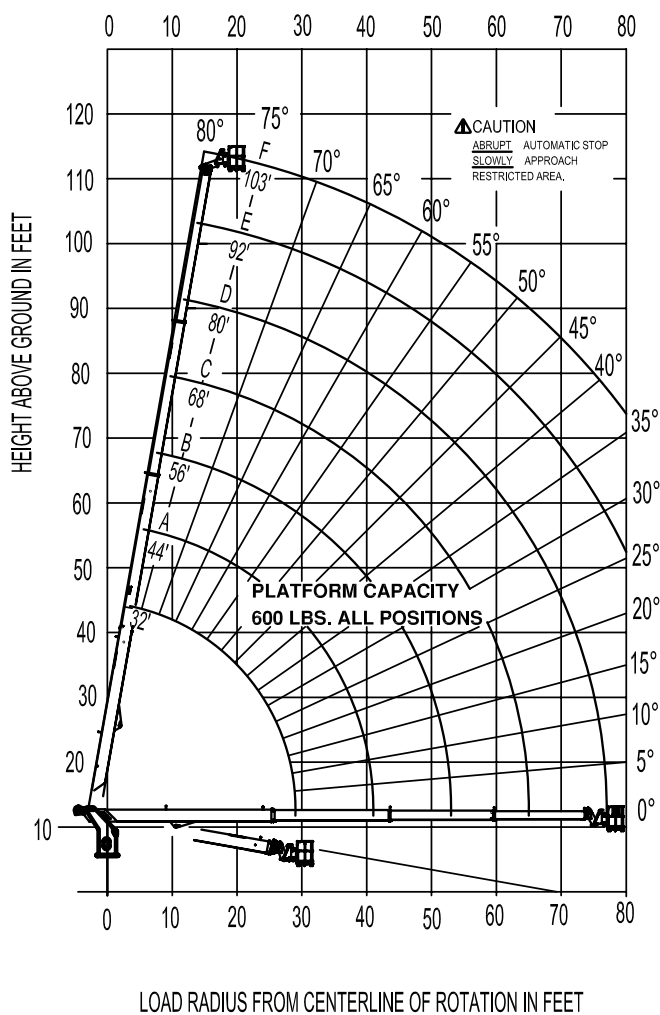 0 10 20 30 40 50 60 70 80
120
110
100
90
80
70
60
50
40
30
20
10
HEIGHT ABOVE GROUND IN FEET
80°
75°
70°
65°
60°
55°
50°
45°
40°
35°
30°
25°
20°
15°
10°
5°
0°
CAUTION
ABRUPT AUTOMATIC STOP
SLOWLY APPROACH
RESTRICTED AREA.
F
103'
E
92'
D
80'
C
68'
B
56'
A
44'
32'
PLATFORM CAPACITY
600 LBS. ALL POSITIONS
0 10 20 30 40 50 60 70 80
LOAD RADIUS FROM CENTERLINE OF ROTATION IN FEET